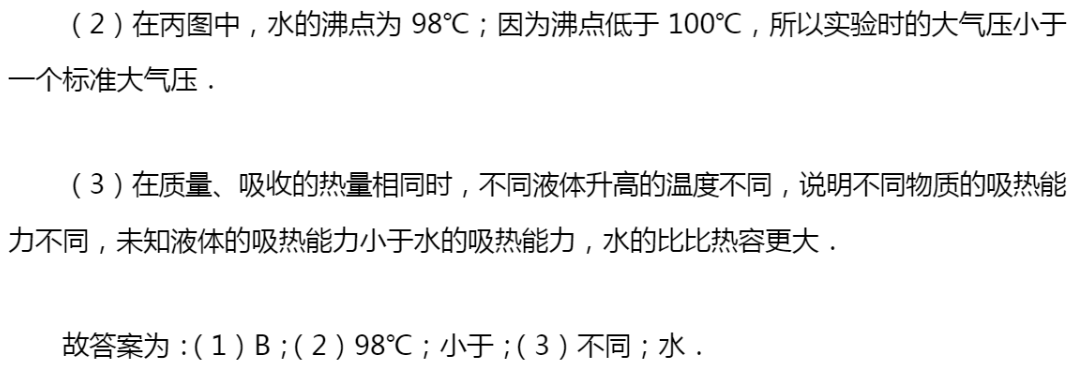 （2）在丙图中，水的沸点为 98℃；因为沸点低于 100℃，所以实验时的大气压小于
一个标准大气压．
（3）在质量、吸收的热量相同时，不同液体升高的温度不同，说明不同物质的吸热能
力不同，未知液体的吸热能力小于水的吸热能力，水的比比热容更大．
故答案为：（1）B；（2）98℃；小于；（3）不同；水．